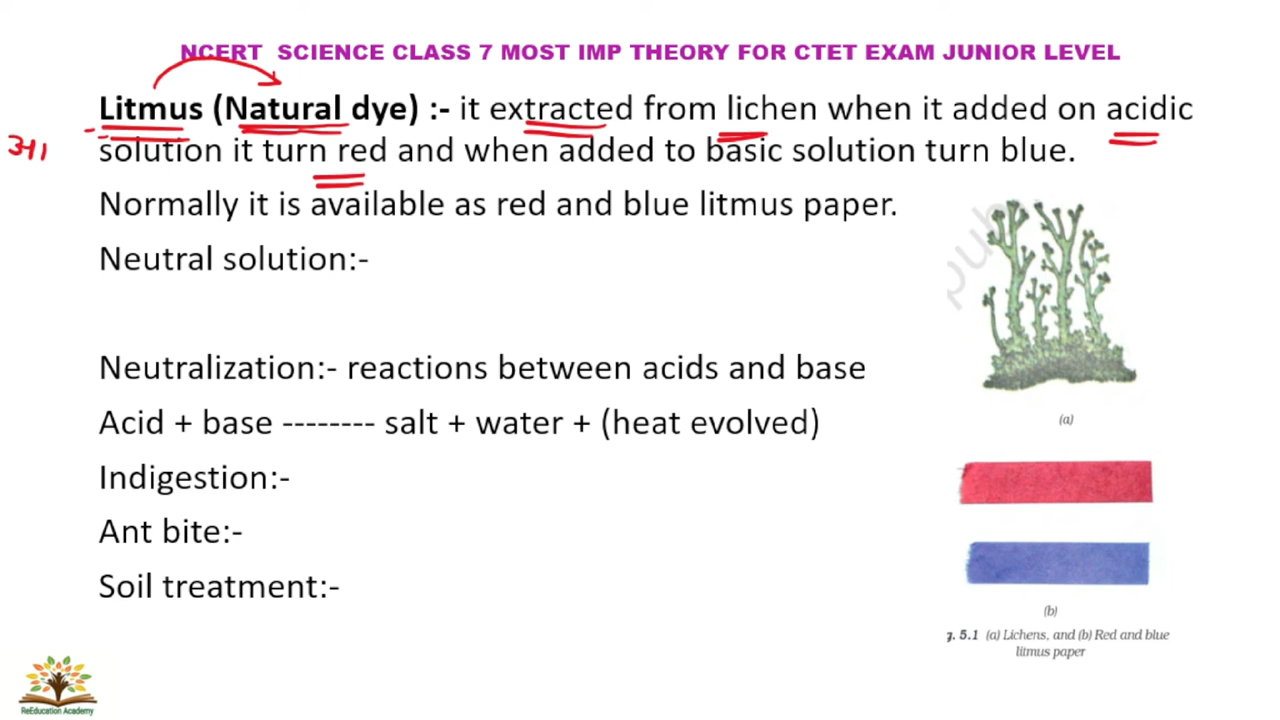 NCERT SCIENCE CLASS 7 MOST IMP THEORY FOR CTET EXAM JUNIOR LEVEL
Litmus (Natural dye) :- it extracted from lichen when it added on acidic
solution it turn red and when added to basic solution turn blue.
Normally it is available as red and blue litmus paper.
Neutral solution:-
Neutralization:- reactions between acids and base
Acid + base -------- salt + water + (heat evolved)
Indigestion:-
Ant bite:-
Soil treatment:-
(a)
(b)
5.1 (a) Lichens, and (b) Red and blue
litmus paper
ReEducation Academy